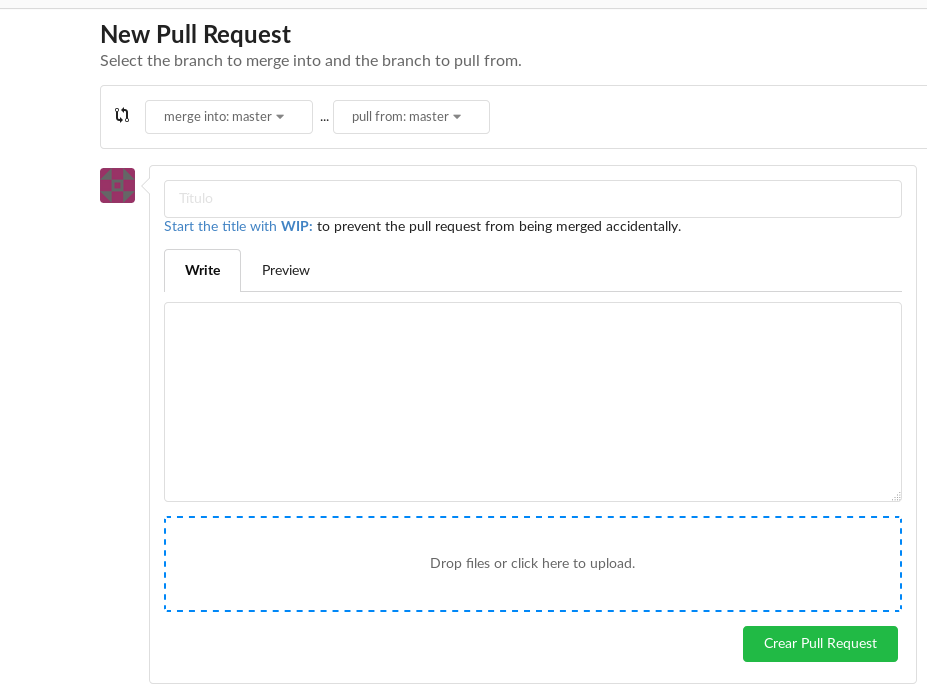 New Pull Request
Select the branch to merge into and the branch to pull from.
merge into: master ... pull from: master
Título
Start the title with WIP: to prevent the pull request from being merged accidentally.
Write Preview
Drop files or click here to upload.
Crear Pull Request